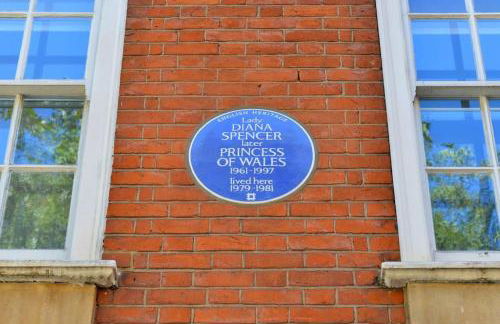 ENGLISH HERITAGE
Lady
DIANA
SPENCER
later
PRINCESS
OF WALES
1961-1997
lived here
1979-1981